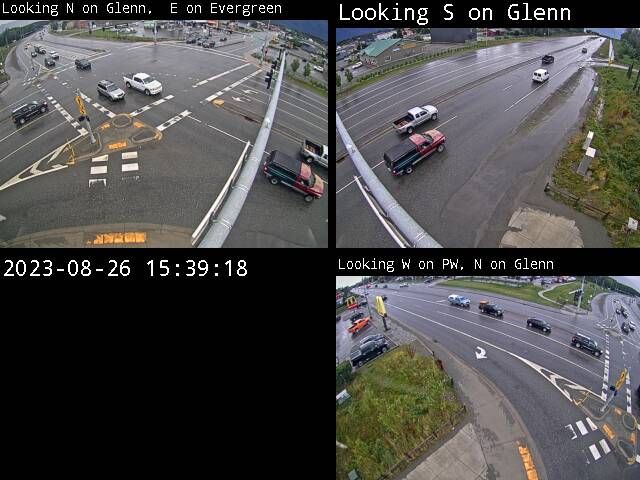 Looking N on Glenn, E on Evergreen
Looking S on Glenn
2023-08-26 15:39:18
Looking W on PW, N on Glenn